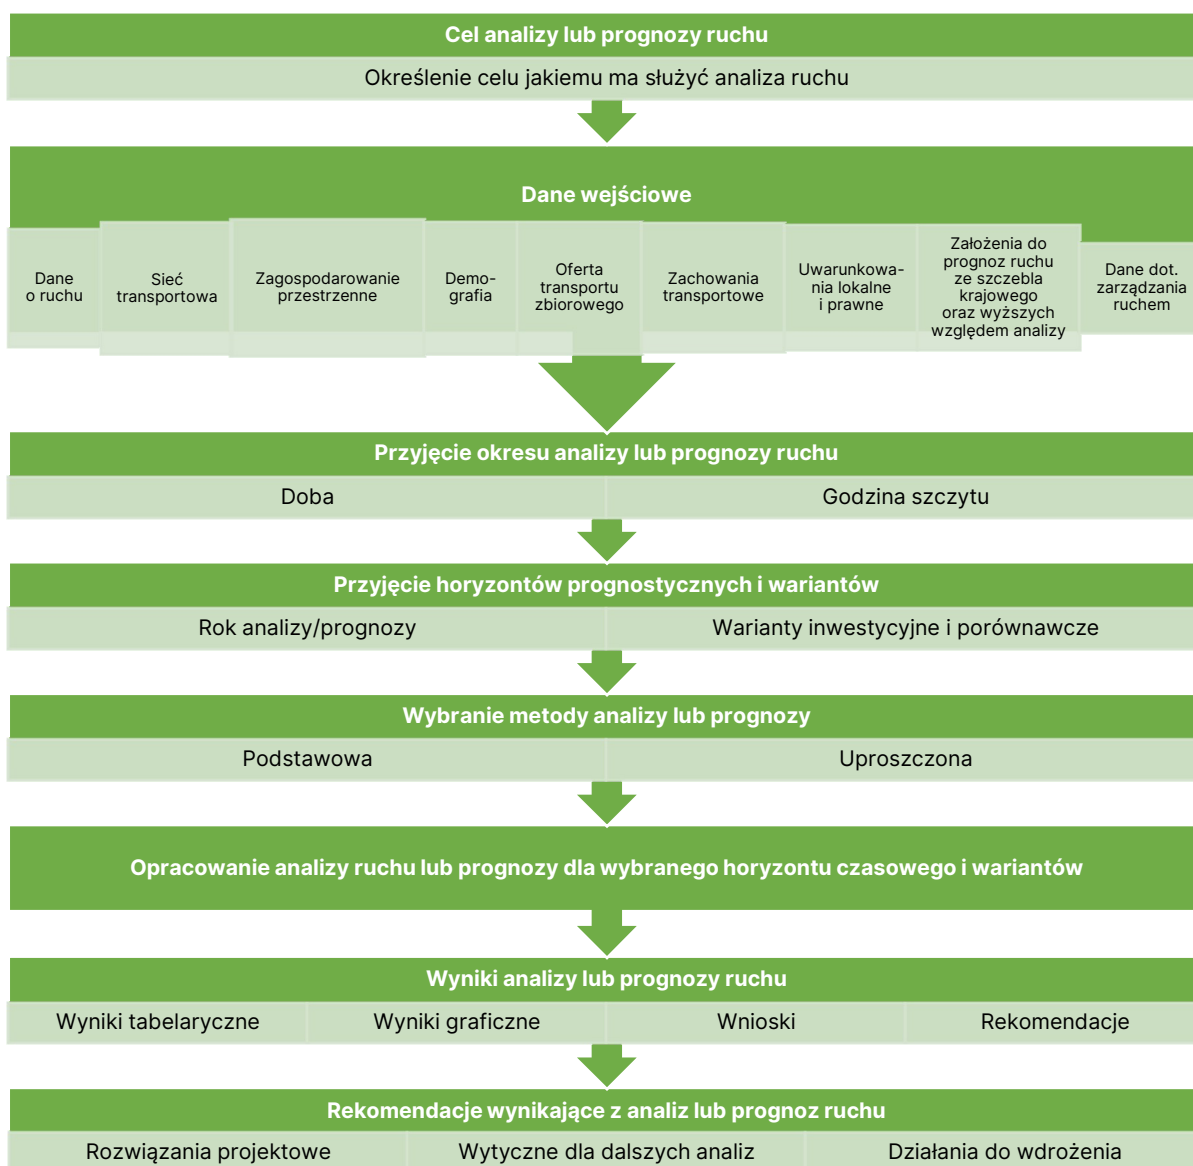 Cel analizy lub prognozy ruchu
Określenie celu jakiemu ma służyć analiza ruchu
Dane wejściowe
Dane
o ruchu
Sieć
transportowa
Zagospodarowanie
przestrzenne
Demo-
grafia
Oferta
transportu
zbiorowego
Zachowania
transportowe
Uwarunkowa-
nia lokalne
i prawne
Założenia do
prognoz ruchu
ze szczebla
krajowego
oraz wyższych
względem analizy
Dane dot.
zarządzania
ruchem
Przyjęcie okresu analizy lub prognozy ruchu
Doba
Godzina szczytu
Przyjęcie horyzontów prognostycznych i wariantów
Rok analizy/prognozy
Warianty inwestycyjne i porównawcze
Wybranie metody analizy lub prognozy
Podstawowa
Uproszczona
Opracowanie analizy ruchu lub prognozy dla wybranego horyzontu czasowego i wariantów
Wyniki analizy lub prognozy ruchu
Wyniki tabelaryczne
Wyniki graficzne
Wnioski
Rekomendacje
Rekomendacje wynikające z analiz lub prognoz ruchu
Rozwiązania projektowe
Wytyczne dla dalszych analiz
Działania do wdrożenia